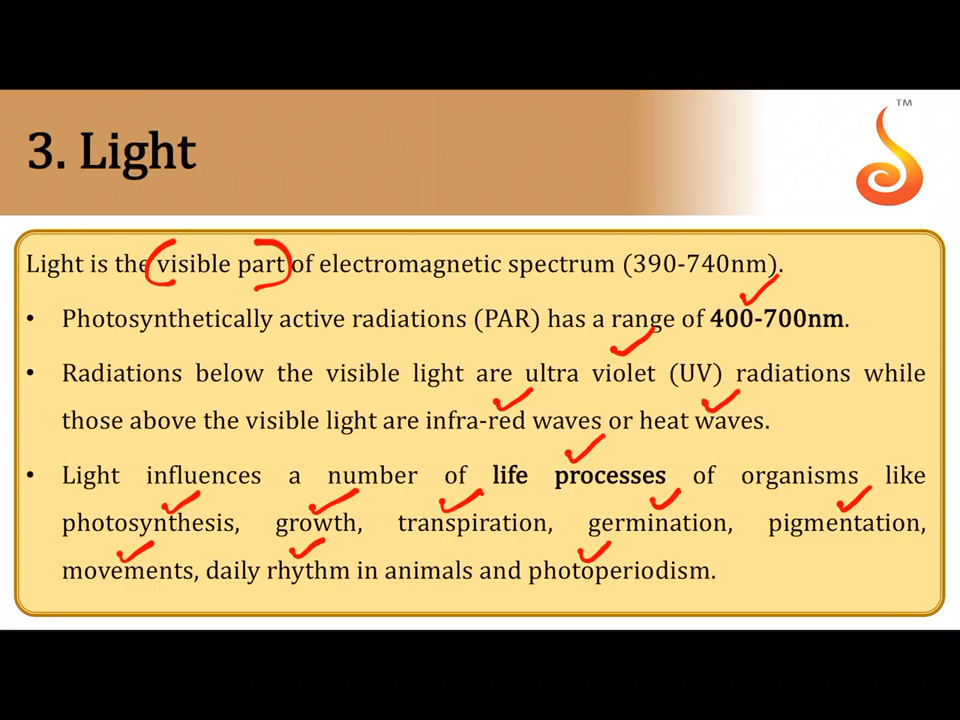 TM
3. Light
Light is the visible part of electromagnetic spectrum (390-740nm).
• Photosynthetically active radiations (PAR) has a range of 400-700nm.
• Radiations below the visible light are ultra violet (UV) radiations while
those above the visible light are infra-red waves or heat waves.
• Light influences a number of life processes of organisms like
photosynthesis, growth, transpiration, germination, pigmentation,
movements, daily rhythm in animals and photoperiodism.